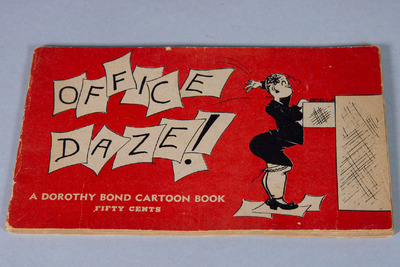 OFFICE
DAZE!
A DOROTHY BOND CARTOON BOOK
FIFTY CENTS